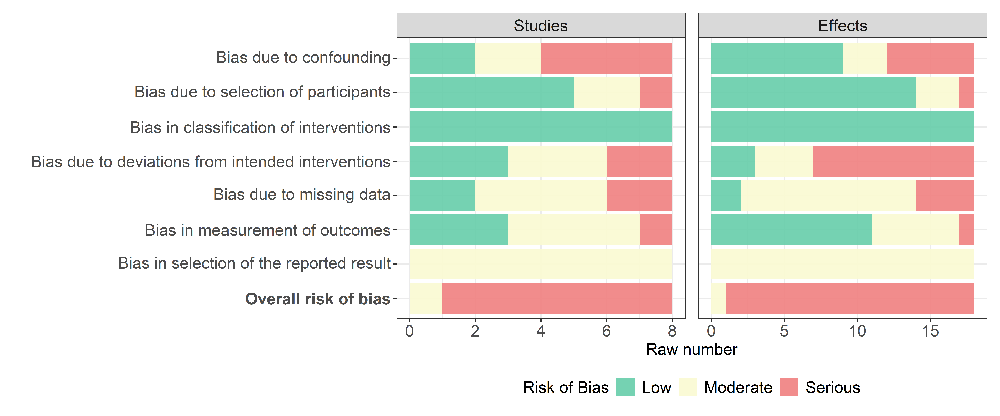 Studies
Effects
Bias due to confounding
Bias due to selection of participants
Bias in classification of interventions
Bias due to deviations from intended interventions
Bias due to missing data
Bias in measurement of outcomes
Bias in selection of the reported result
Overall risk of bias
0 2 4 6 8
0 5 10 15
Raw number
Risk of Bias Low Moderate Serious